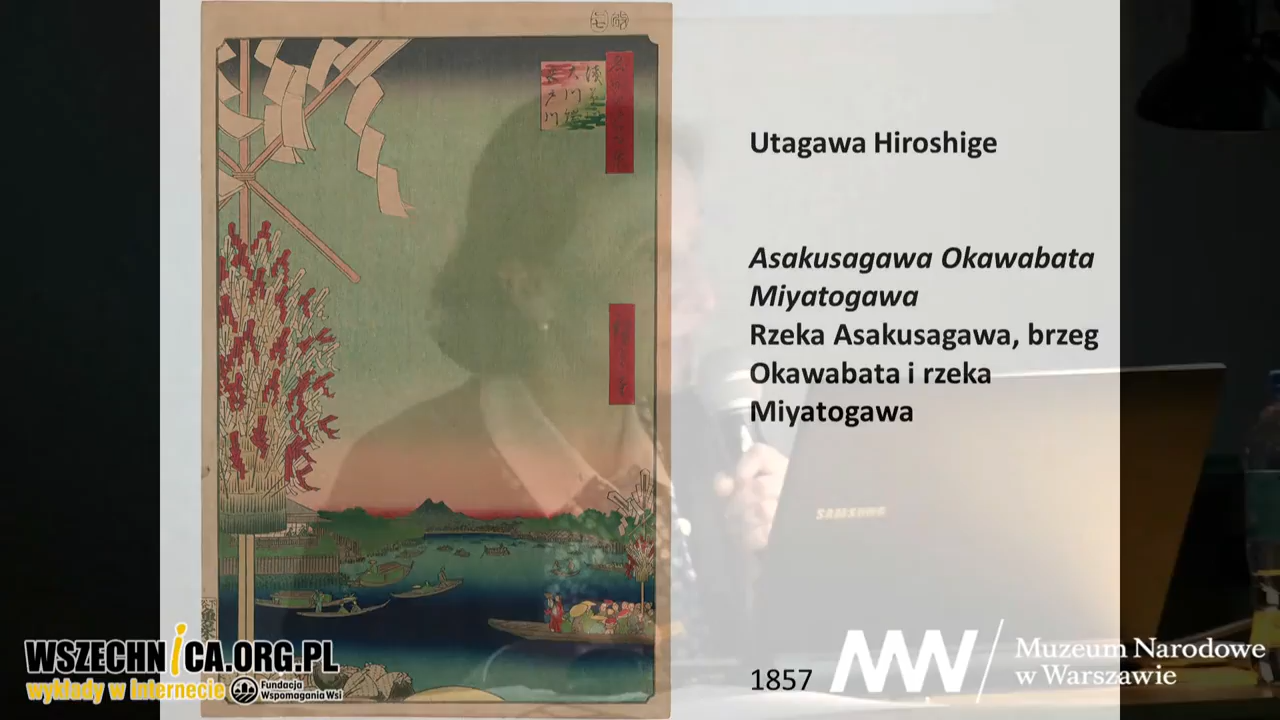 Utagawa Hiroshige
Asakusagawa Okawabata
Miyatogawa
Rzeka Asakusagawa, brzeg
Okawabata i rzeka
Miyatogawa
1857
SAMSUNG
WSZECHNiCA.ORG.PL
wykłady w internecie
Fundacja
Wspomagania Wsi
Muzeum Narodowe
w Warszawie